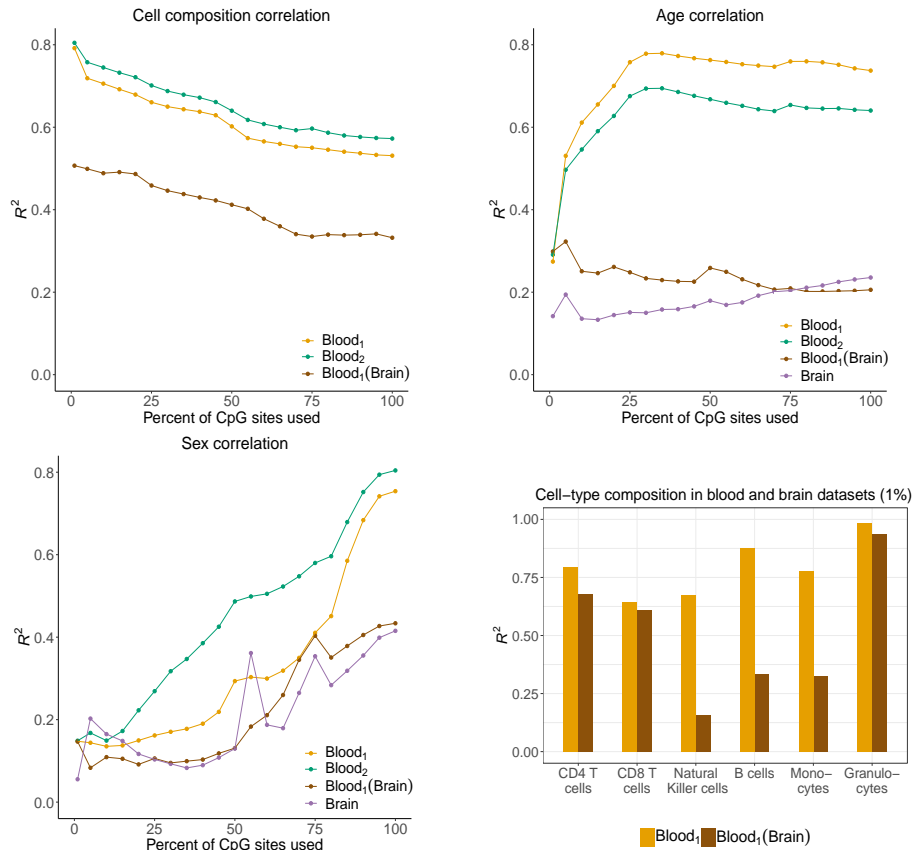 Cell composition correlation
0.8
0.6
0.4
0.2
0.0
R²
Blood₁
Blood₂
Blood₁(Brain)
0 25 50 75 100
Percent of CpG sites used
Age correlation
0.8
0.6
0.4
0.2
0.0
R²
Blood₁
Blood₂
Blood₁(Brain)
Brain
0 25 50 75 100
Percent of CpG sites used
Sex correlation
0.8
0.6
0.4
0.2
0.0
R²
Blood₁
Blood₂
Blood₁(Brain)
Brain
0 25 50 75 100
Percent of CpG sites used
Cell−type composition in blood and brain datasets (1%)
1.00
0.75
0.50
0.25
0.00
R²
CD4 T CD8 T Natural B cells Mono− Granulo−
cells cells Killer cells cytes cytes
Blood₁ Blood₁(Brain)